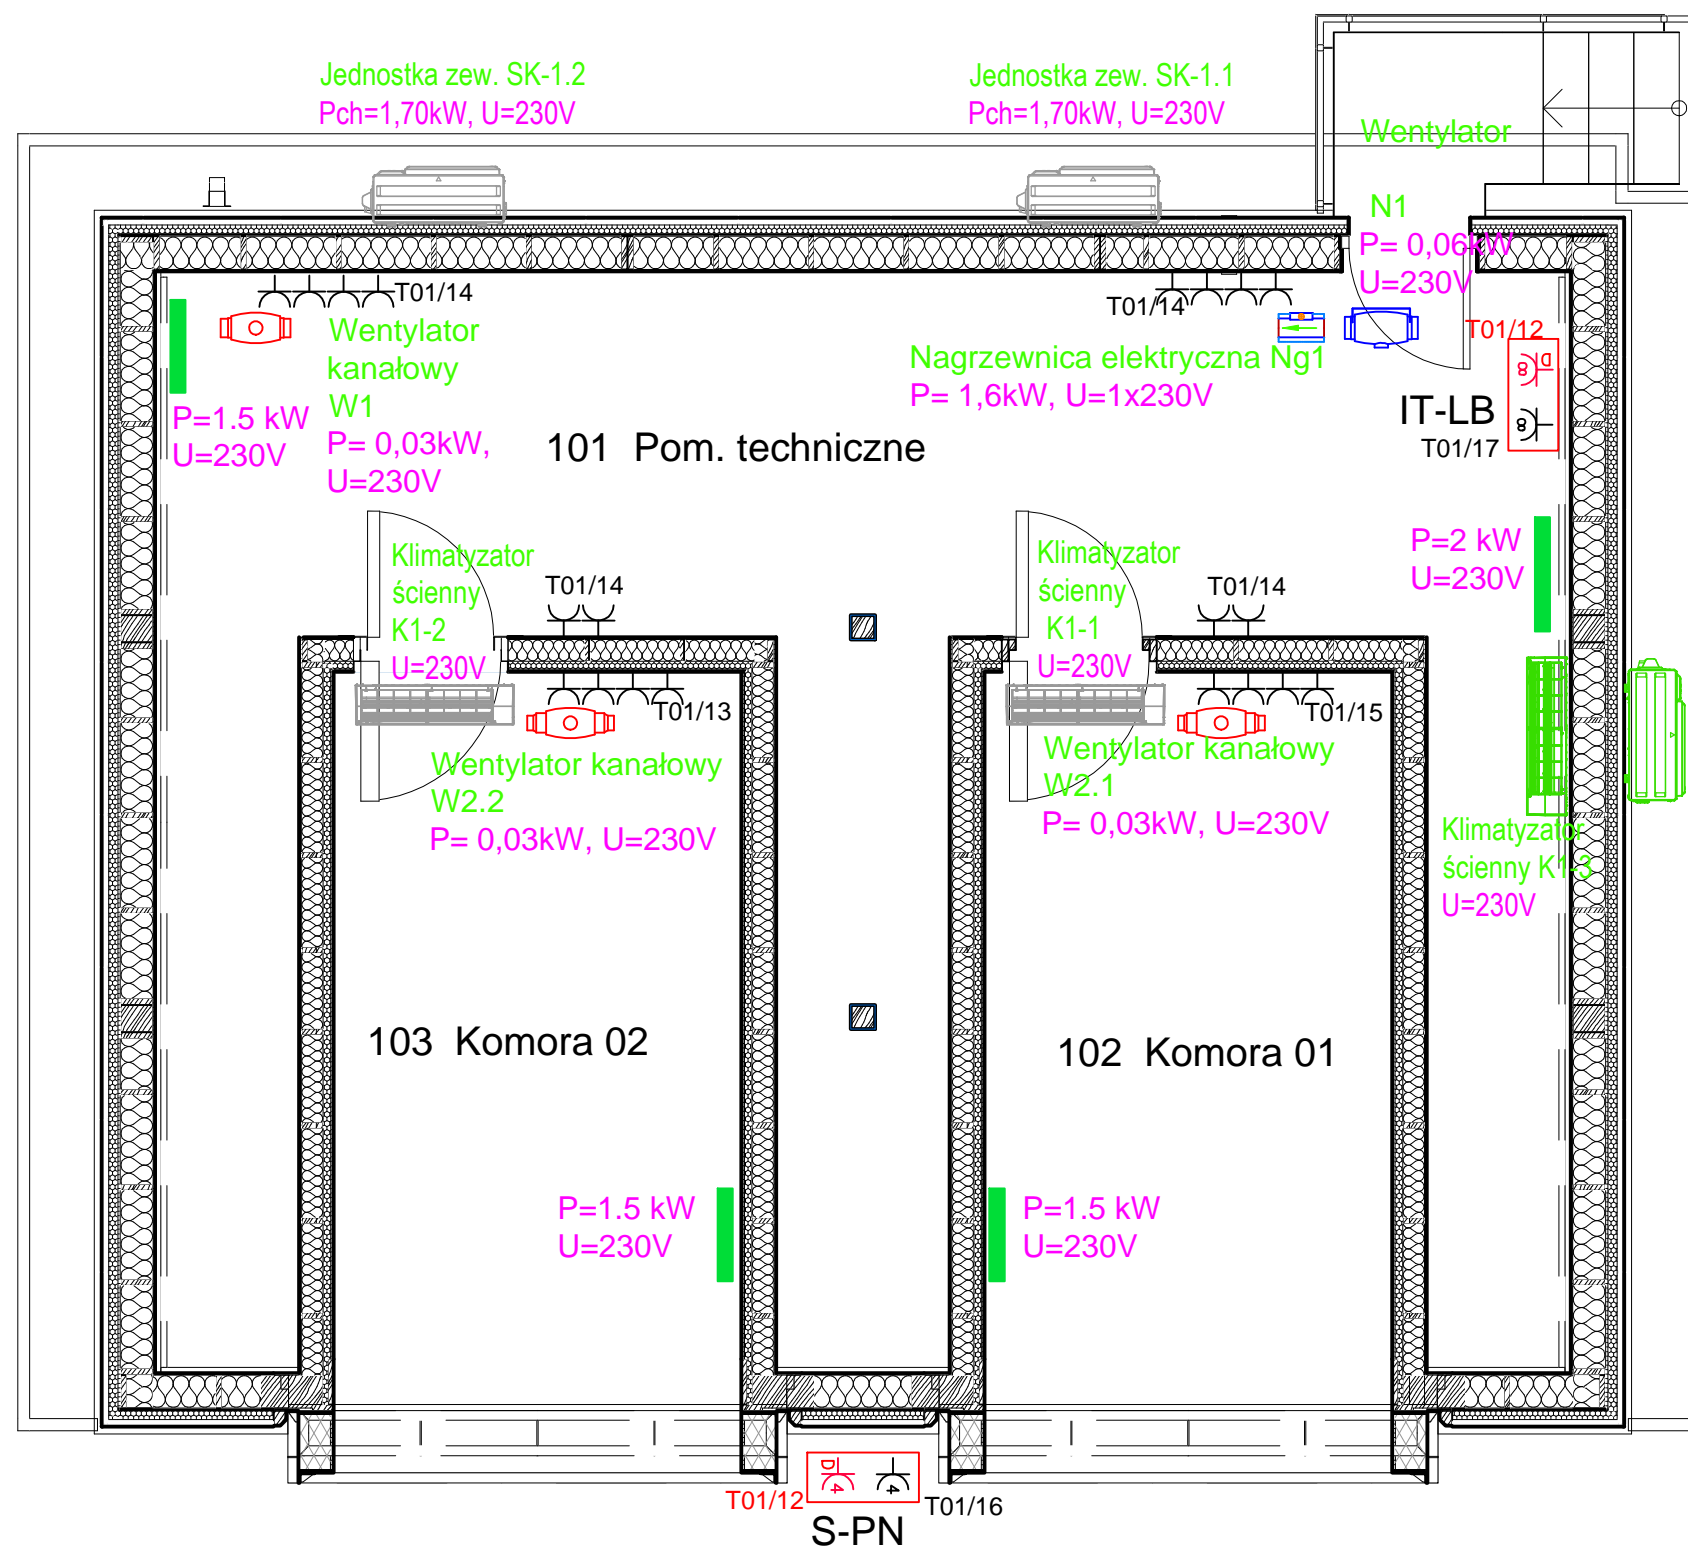 Jednostka zew. SK-1.2
Pch=1,70kW, U=230V
Jednostka zew. SK-1.1
Pch=1,70kW, U=230V
Wentylator
N1
P= 0,06kW
U=230V
T01/14
T01/14
T01/12
D
8
8
IT-LB
T01/17
Wentylator
kanałowy
W1
P= 0,03kW,
U=230V
P=1.5 kW
U=230V
Nagrzewnica elektryczna Ng1
P= 1,6kW, U=1x230V
101 Pom. techniczne
P=2 kW
U=230V
Klimatyzator
ścienny
K1-2
U=230V
T01/14
Klimatyzator
ścienny
K1-1
U=230V
T01/14
T01/13
T01/15
Wentylator kanałowy
W2.2
P= 0,03kW, U=230V
Wentylator kanałowy
W2.1
P= 0,03kW, U=230V
Klimatyzator
ścienny K1-3
U=230V
103 Komora 02
102 Komora 01
P=1.5 kW
U=230V
P=1.5 kW
U=230V
D
4
4
T01/12
T01/16
S-PN